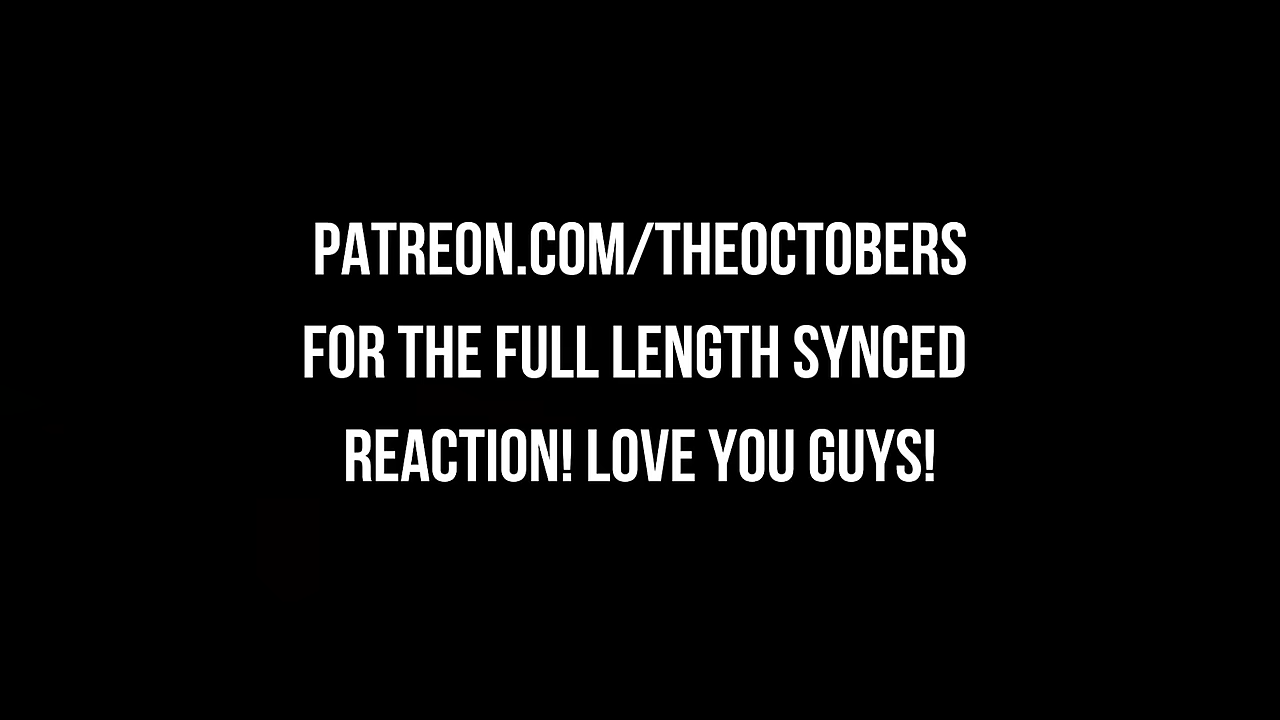 PATREON.COM/THEOCTOBERS
FOR THE FULL LENGTH SYNCED
REACTION! LOVE YOU GUYS!